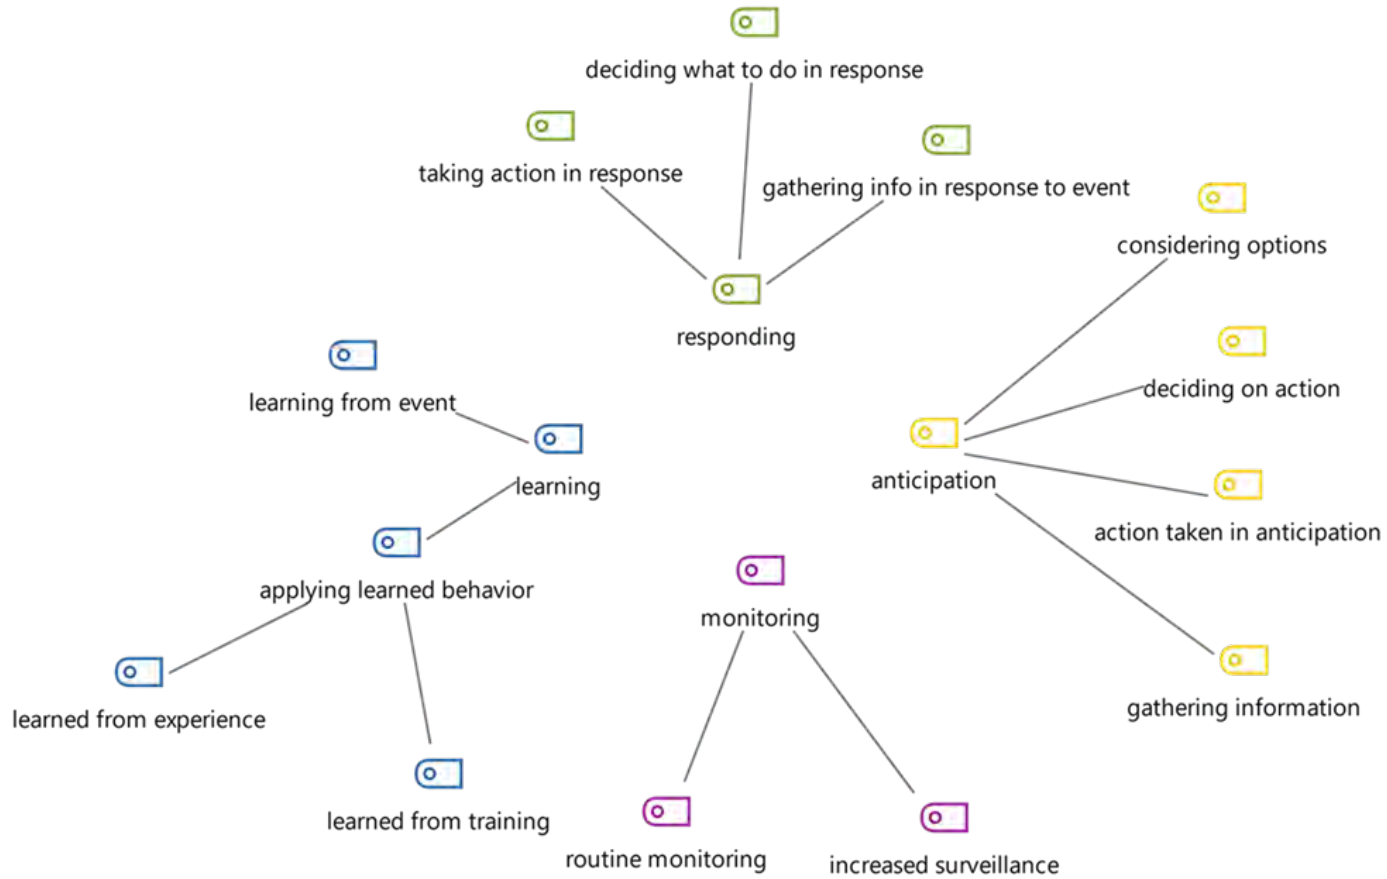 deciding what to do in response
taking action in response
gathering info in response to event
considering options
responding
deciding on action
learning from event
anticipation
learning
action taken in anticipation
applying learned behavior
monitoring
gathering information
learned from experience
learned from training
routine monitoring
increased surveillance